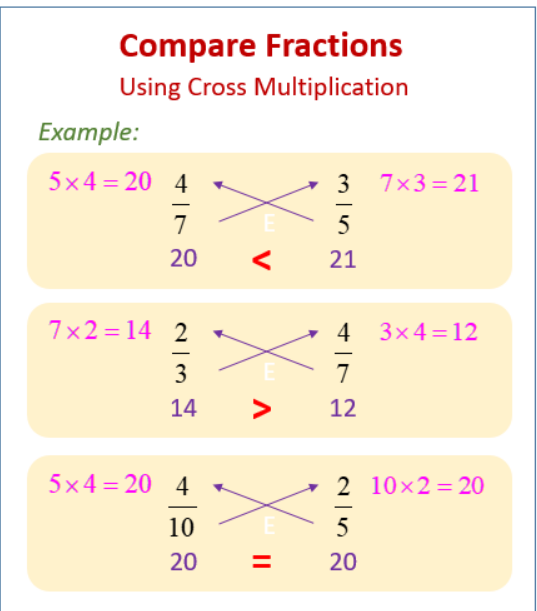 Compare Fractions
Using Cross Multiplication
Example:
5 × 4 = 20 4/7 3/5 7 × 3 = 21
E
20 < 21
7 × 2 = 14 2/3 4/7 3 × 4 = 12
E
14 > 12
5 × 4 = 20 4/10 2/5 10 × 2 = 20
E
20 = 20